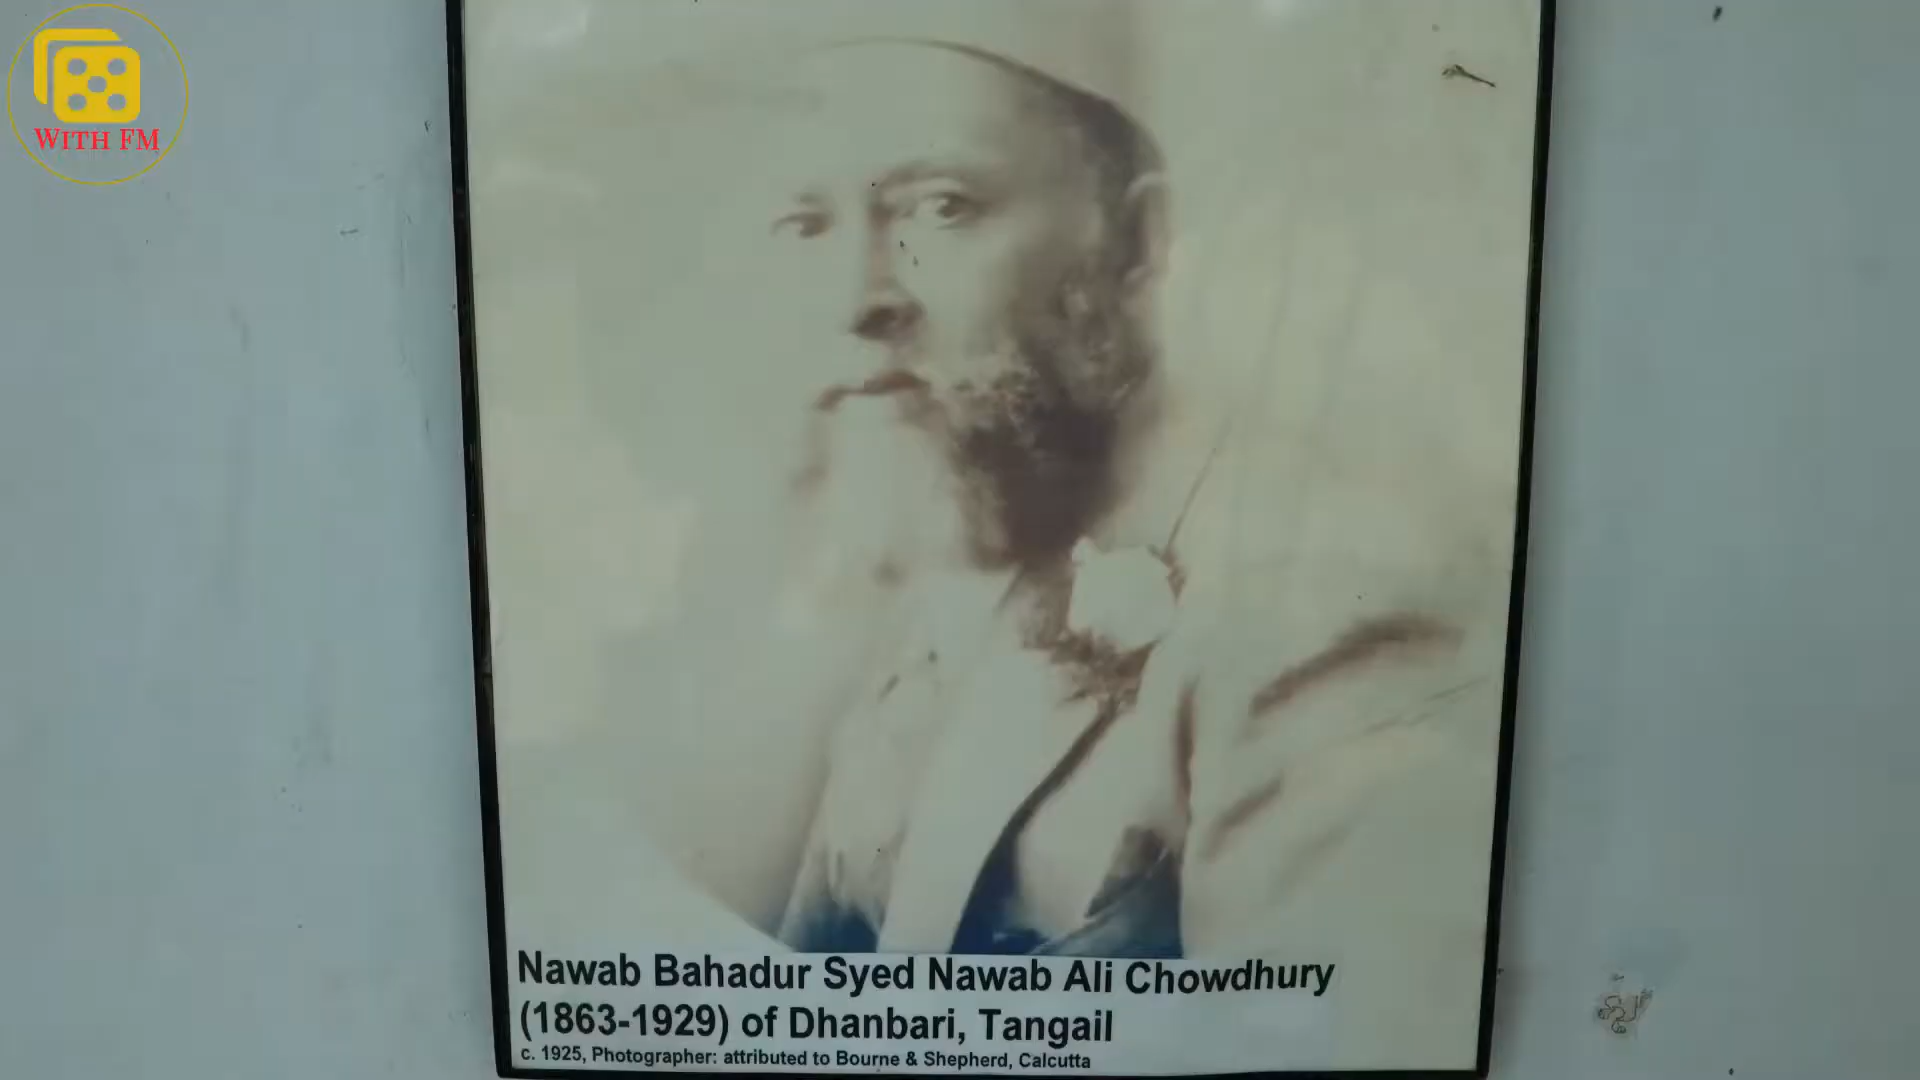 WITH FM
Nawab Bahadur Syed Nawab Ali Chowdhury
(1863-1929) of Dhanbari, Tangail
c. 1925, Photographer: attributed to Bourne & Shepherd, Calcutta